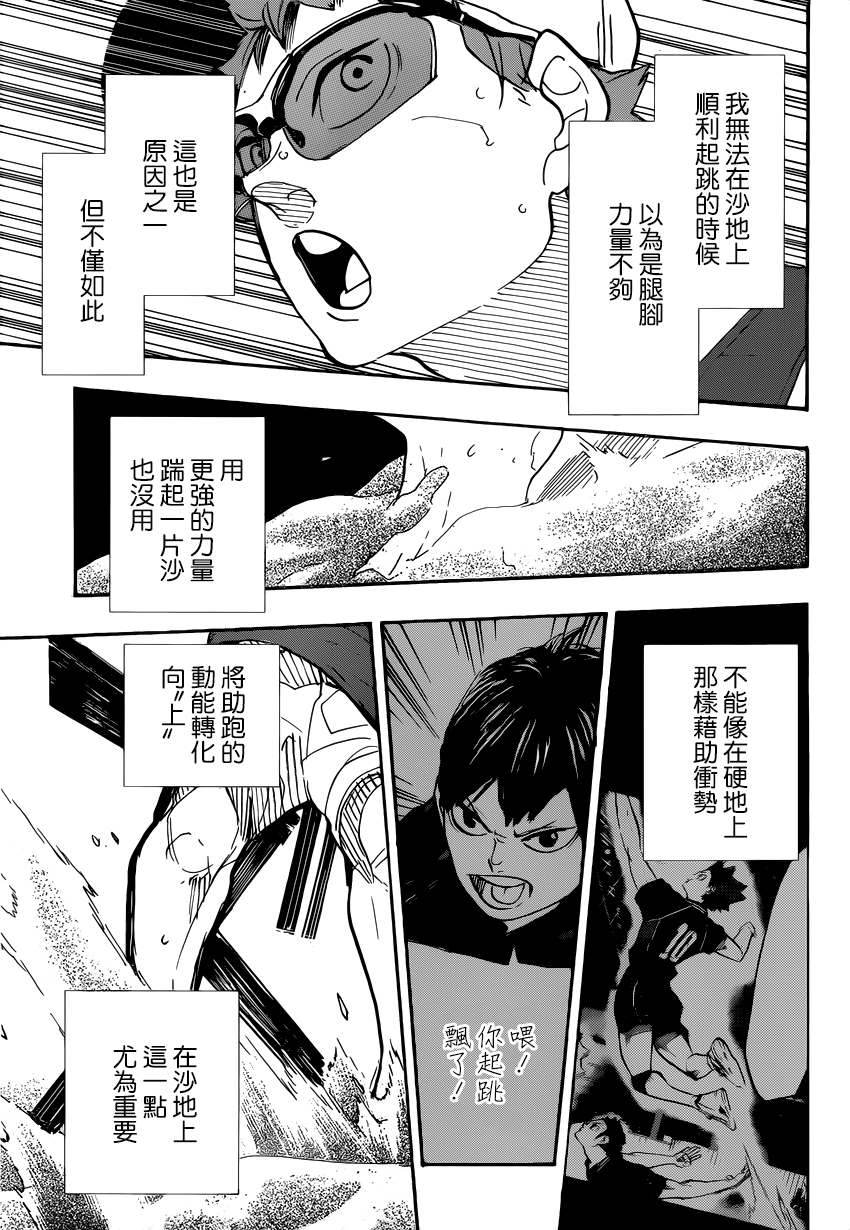 我無法在沙地上
順利起跳的時候
以為是腿腳
力量不夠
這也是
原因之一
但不僅如此
用
更強的力量
踹起一片沙
也沒用
不能像在硬地上
那樣藉助衝勢
喂!
你起跳
飄了!
將助跑的
動能轉化
向〝上〞
在沙地上
這一點
尤為重要
10